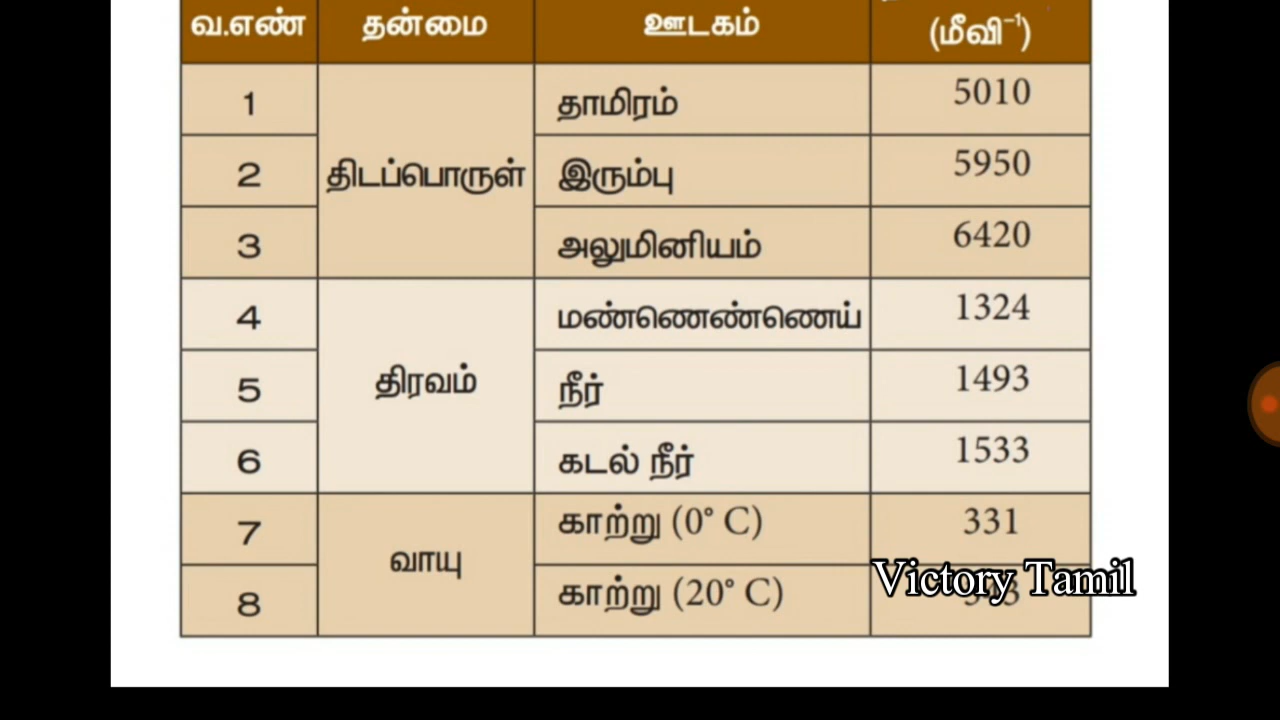 வ.எண் தன்மை ஊடகம் (மீவி⁻¹)
1 திடப்பொருள் தாமிரம் 5010
2 இரும்பு 5950
3 அலுமினியம் 6420
4 திரவம் மண்ணெண்ணெய் 1324
5 நீர் 1493
6 கடல் நீர் 1533
7 வாயு காற்று (0° C) 331
8 காற்று (20° C)
Victory Tamil